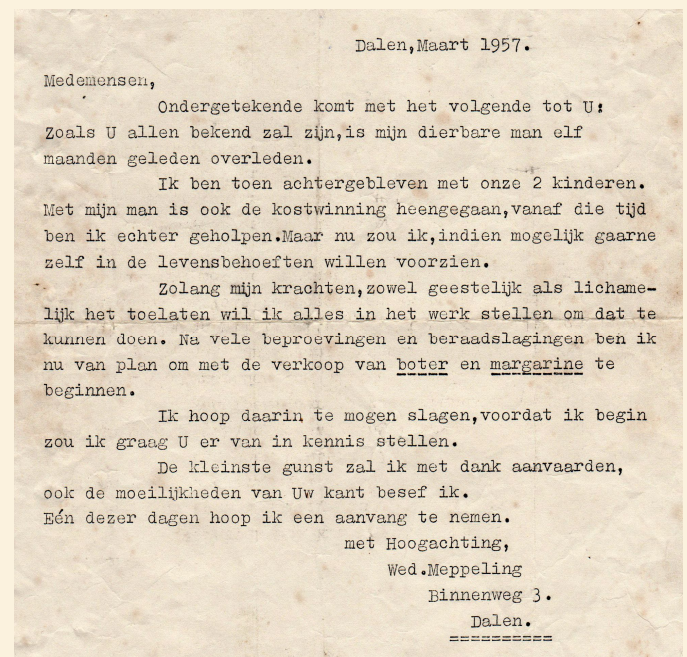 Dalen,Maart 1957.
Medemensen,
Ondergetekende komt met het volgende tot U:
Zoals U allen bekend zal zijn,is mijn dierbare man elf
maanden geleden overleden.
Ik ben toen achtergebleven met onze 2 kinderen.
Met mijn man is ook de kostwinning heengegaan,vanaf die tijd
ben ik echter geholpen.Maar nu zou ik,indien mogelijk gaarne
zelf in de levensbehoeften willen voorzien.
Zolang mijn krachten,zowel geestelijk als lichame-
lijk het toelaten wil ik alles in het werk stellen om dat te
kunnen doen. Na vele beproevingen en beraadslagingen ben ik
nu van plan om met de verkoop van boter en margarine te
beginnen.
Ik hoop daarin te mogen slagen,voordat ik begin
zou ik graag U er van in kennis stellen.
De kleinste gunst zal ik met dank aanvaarden,
ook de moeilijkheden van Uw kant besef ik.
Eén dezer dagen hoop ik een aanvang te nemen.
met Hoogachting,
Wed.Meppeling
Binnenweg 3.
Dalen.
==========